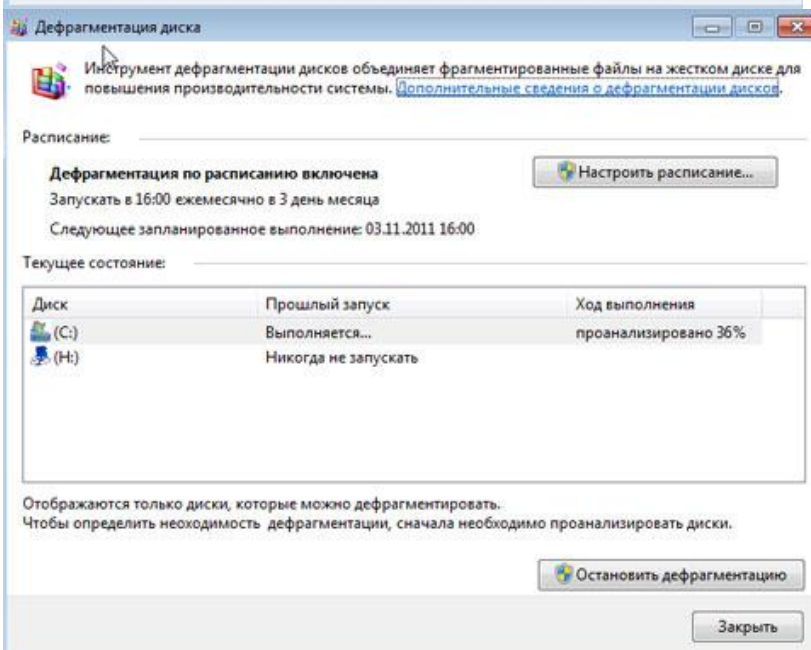 Дефрагментация диска
Инструмент дефрагментации дисков объединяет фрагментированные файлы на жестком диске для
повышения производительности системы. Дополнительные сведения о дефрагментации дисков.
Расписание:
Дефрагментация по расписанию включена
Настроить расписание...
Запускать в 16:00 ежемесячно в 3 день месяца
Следующее запланированное выполнение: 03.11.2011 16:00
Текущее состояние:
Диск Прошлый запуск Ход выполнения
(C:) Выполняется... проанализировано 36%
(H:) Никогда не запускать
Отображаются только диски, которые можно дефрагментировать.
Чтобы определить неоходимость дефрагментации, сначала необходимо проанализировать диски.
Остановить дефрагментацию
Закрыть